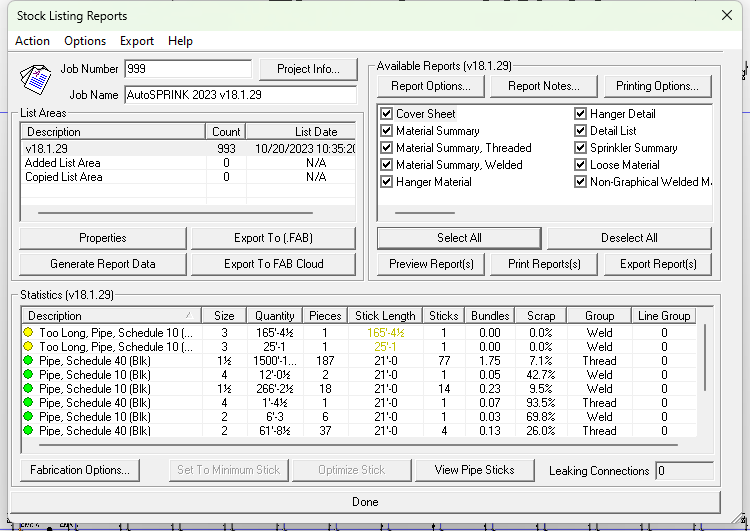 Stock Listing Reports
Action Options Export Help
Job Number 999 Project Info...
Job Name AutoSPRINK 2023 v18.1.29
List Areas
Description Count List Date
v18.1.29 993 10/20/2023 10:35:20
Added List Area 0 N/A
Copied List Area 0 N/A
Properties Export To (.FAB)
Generate Report Data Export To FAB Cloud
Available Reports (v18.1.29)
Report Options... Report Notes... Printing Options...
Cover Sheet Hanger Detail
Material Summary Detail List
Material Summary, Threaded Sprinkler Summary
Material Summary, Welded Loose Material
Hanger Material Non-Graphical Welded M
Select All Deselect All
Preview Report(s) Print Reports(s) Export Report(s)
Statistics (v18.1.29)
Description Size Quantity Pieces Stick Length Sticks Bundles Scrap Group Line Group
Too Long, Pipe, Schedule 10 (... 3 165'-4½ 1 165'-4½ 1 0.00 0.0% Weld 0
Too Long, Pipe, Schedule 10 (... 3 25'-1 1 25'-1 1 0.00 0.0% Weld 0
Pipe, Schedule 40 (Blk) 1½ 1500'-1... 187 21'-0 77 1.75 7.1% Thread 0
Pipe, Schedule 10 (Blk) 4 12'-0½ 2 21'-0 1 0.05 42.7% Weld 0
Pipe, Schedule 10 (Blk) 1½ 266'-2½ 18 21'-0 14 0.23 9.5% Weld 0
Pipe, Schedule 40 (Blk) 4 1'-4½ 1 21'-0 1 0.07 93.5% Thread 0
Pipe, Schedule 10 (Blk) 2 6'-3 6 21'-0 1 0.03 69.8% Weld 0
Pipe, Schedule 40 (Blk) 2 61'-8½ 37 21'-0 4 0.13 26.0% Thread 0
Fabrication Options... Set To Minimum Stick Optimize Stick View Pipe Sticks Leaking Connections 0
Done